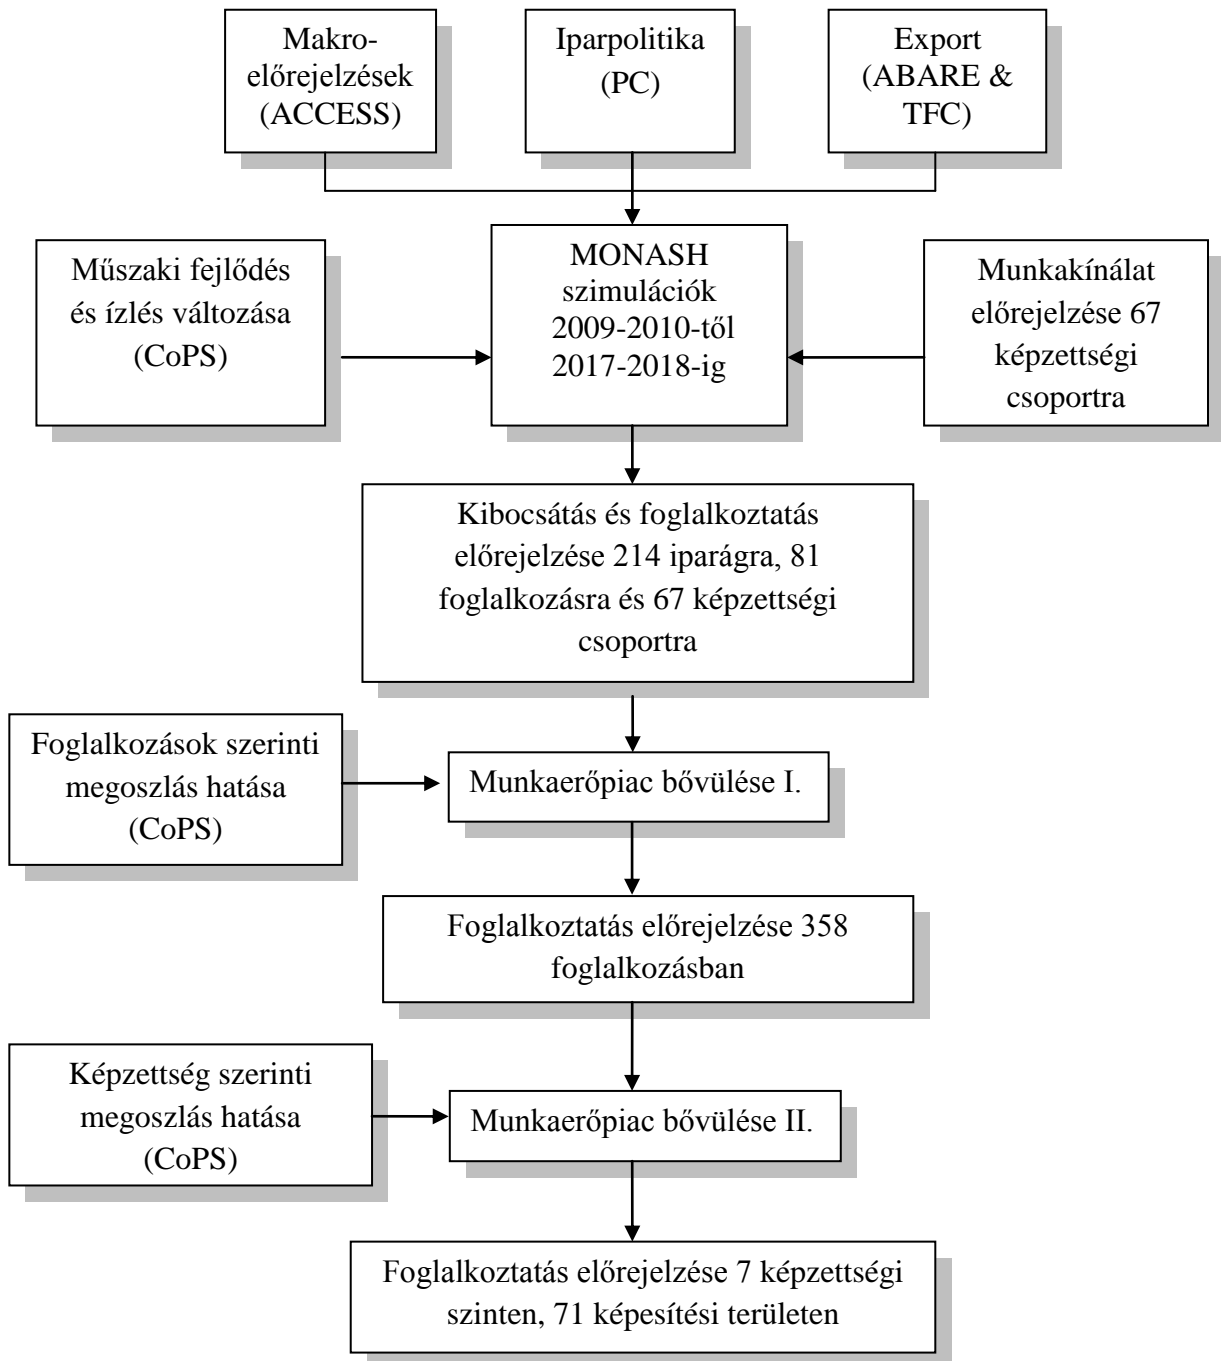 Makro-
előrejelzések
(ACCESS)
Iparpolitika
(PC)
Export
(ABARE &
TFC)
Műszaki fejlődés
és ízlés változása
(CoPS)
MONASH
szimulációk
2009-2010-től
2017-2018-ig
Munkakínálat
előrejelzése 67
képzettségi
csoportra
Kibocsátás és foglalkoztatás
előrejelzése 214 iparágra, 81
foglalkozásra és 67 képzettségi
csoportra
Foglalkozások szerinti
megoszlás hatása
(CoPS)
Munkaerőpiac bővülése I.
Foglalkoztatás előrejelzése 358
foglalkozásban
Képzettség szerinti
megoszlás hatása
(CoPS)
Munkaerőpiac bővülése II.
Foglalkoztatás előrejelzése 7 képzettségi
szinten, 71 képesítési területen